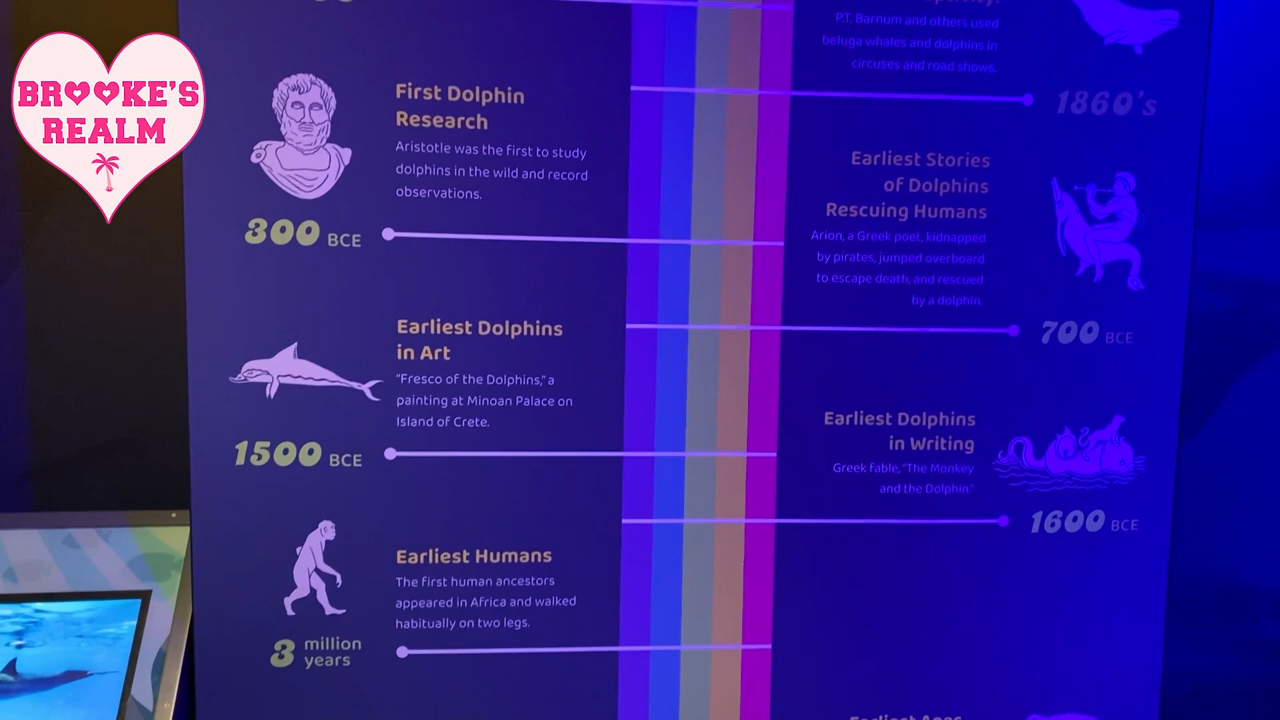 BROOKE'S
REALM
First Dolphin
Research
Aristotle was the first to study
dolphins in the wild and record
observations.
300 BCE
Earliest Dolphins
in Art
"Fresco of the Dolphins," a
painting at Minoan Palace on
Island of Crete.
1500 BCE
Earliest Humans
The first human ancestors
appeared in Africa and walked
habitually on two legs.
3 million
years
P.T. Barnum and others used
beluga whales and dolphins in
circuses and road shows.
1860's
Earliest Stories
of Dolphins
Rescuing Humans
Arion, a Greek poet, kidnapped
by pirates, jumped overboard
to escape death, and rescued
by a dolphin.
700 BCE
Earliest Dolphins
in Writing
Greek fable, "The Monkey
and the Dolphin."
1600 BCE